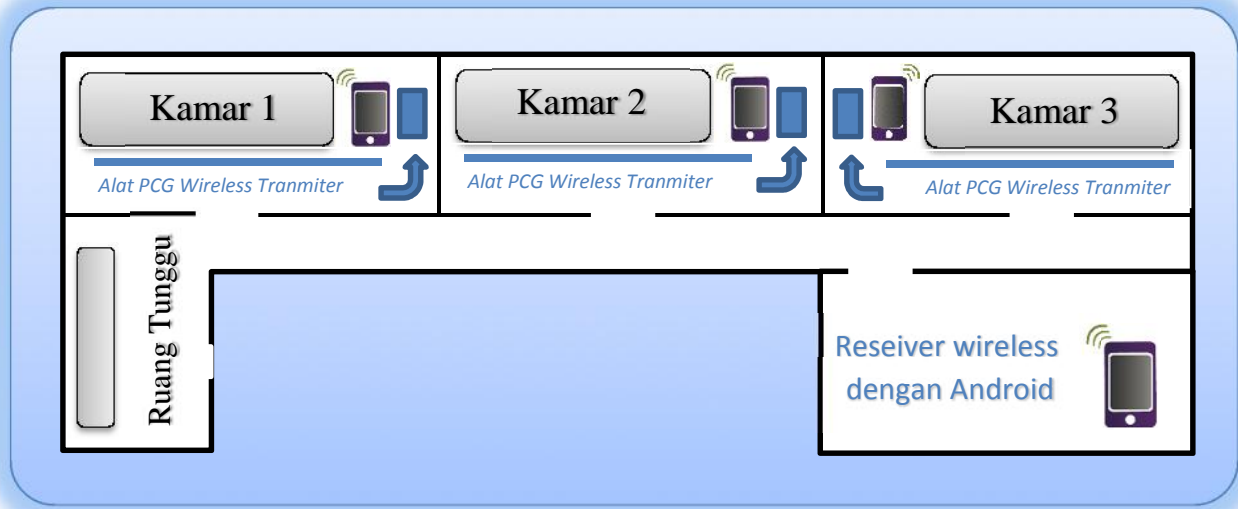 Kamar 1
Kamar 2
Kamar 3
Alat PCG Wireless Tranmiter
Alat PCG Wireless Tranmiter
Alat PCG Wireless Tranmiter
Ruang Tunggu
Reseiver wireless
dengan Android